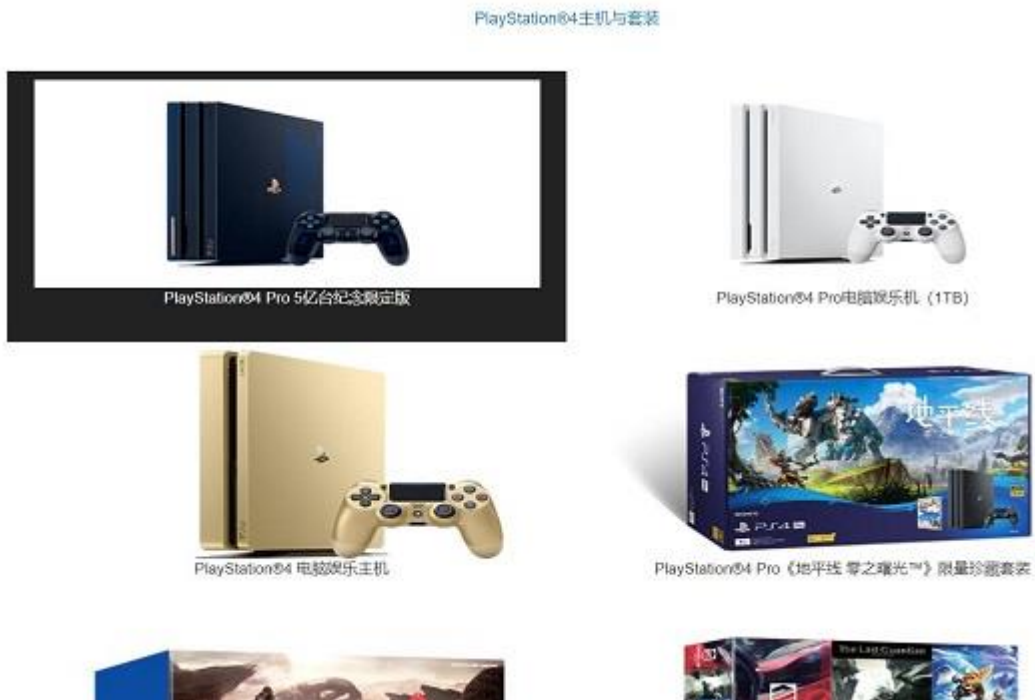 PlayStation®4主机与套装
PlayStation®4 Pro 5亿台纪念限定版
PlayStation®4 Pro电脑娱乐机（1TB）
地平线
PS4
PS4 PRO
PlayStation®4 电脑娱乐主机
PlayStation®4 Pro《地平线 零之曙光™》限量珍藏套装
The Last Guardian